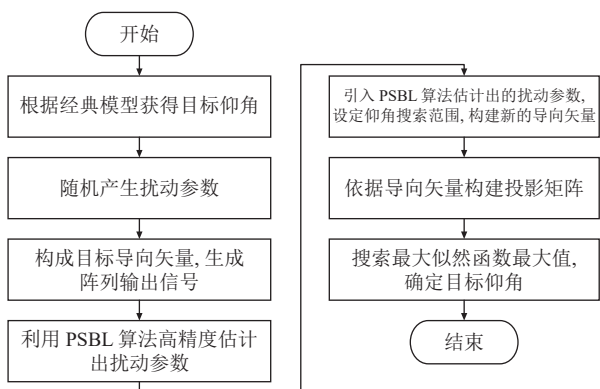 开始
根据经典模型获得目标仰角
随机产生扰动参数
构成目标导向矢量, 生成
阵列输出信号
利用 PSBL 算法高精度估计
出扰动参数
引入 PSBL 算法估计出的扰动参数,
设定仰角搜索范围, 构建新的导向矢量
依据导向矢量构建投影矩阵
搜索最大似然函数最大值,
确定目标仰角
结束